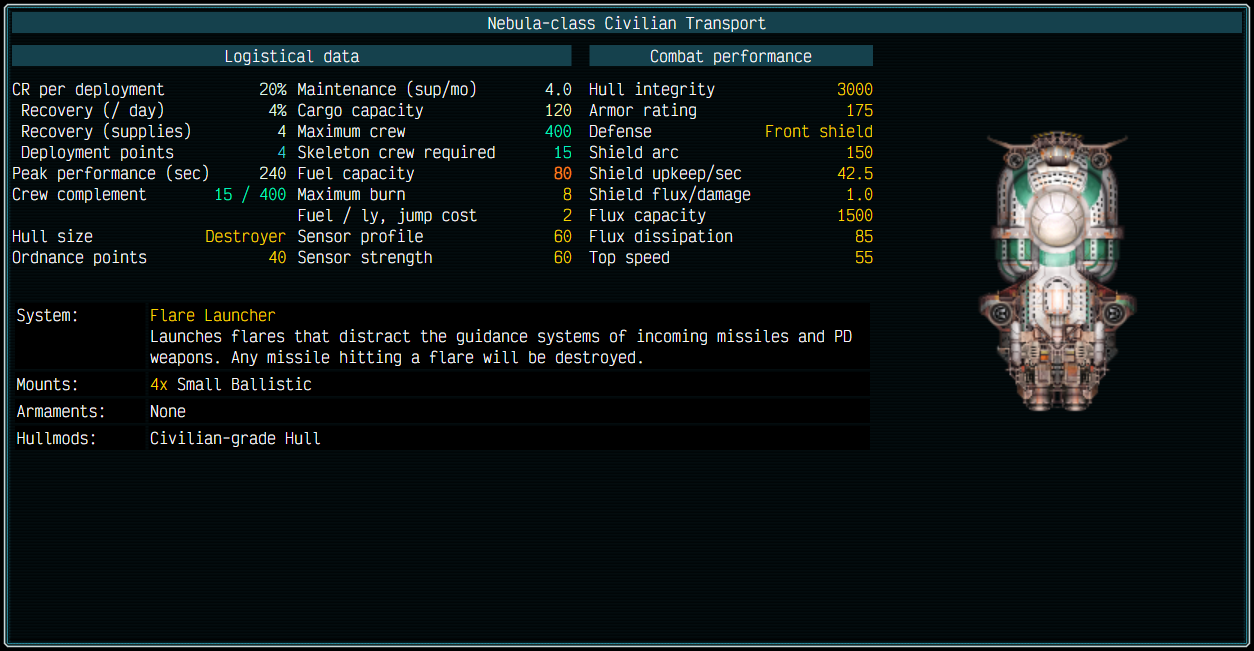 Nebula-class Civilian Transport
Logistical data
CR per deployment 20%
Recovery (/ day) 4%
Recovery (supplies) 4
Deployment points 4
Peak performance (sec) 240
Crew complement 15 / 400
Hull size Destroyer
Ordnance points 40
Maintenance (sup/mo) 4.0
Cargo capacity 120
Maximum crew 400
Skeleton crew required 15
Fuel capacity 80
Maximum burn 8
Fuel / ly, jump cost 2
Sensor profile 60
Sensor strength 60
Combat performance
Hull integrity 3000
Armor rating 175
Defense Front shield
Shield arc 150
Shield upkeep/sec 42.5
Shield flux/damage 1.0
Flux capacity 1500
Flux dissipation 85
Top speed 55
System: Flare Launcher
Launches flares that distract the guidance systems of incoming missiles and PD
weapons. Any missile hitting a flare will be destroyed.
Mounts: 4x Small Ballistic
Armaments: None
Hullmods: Civilian-grade Hull